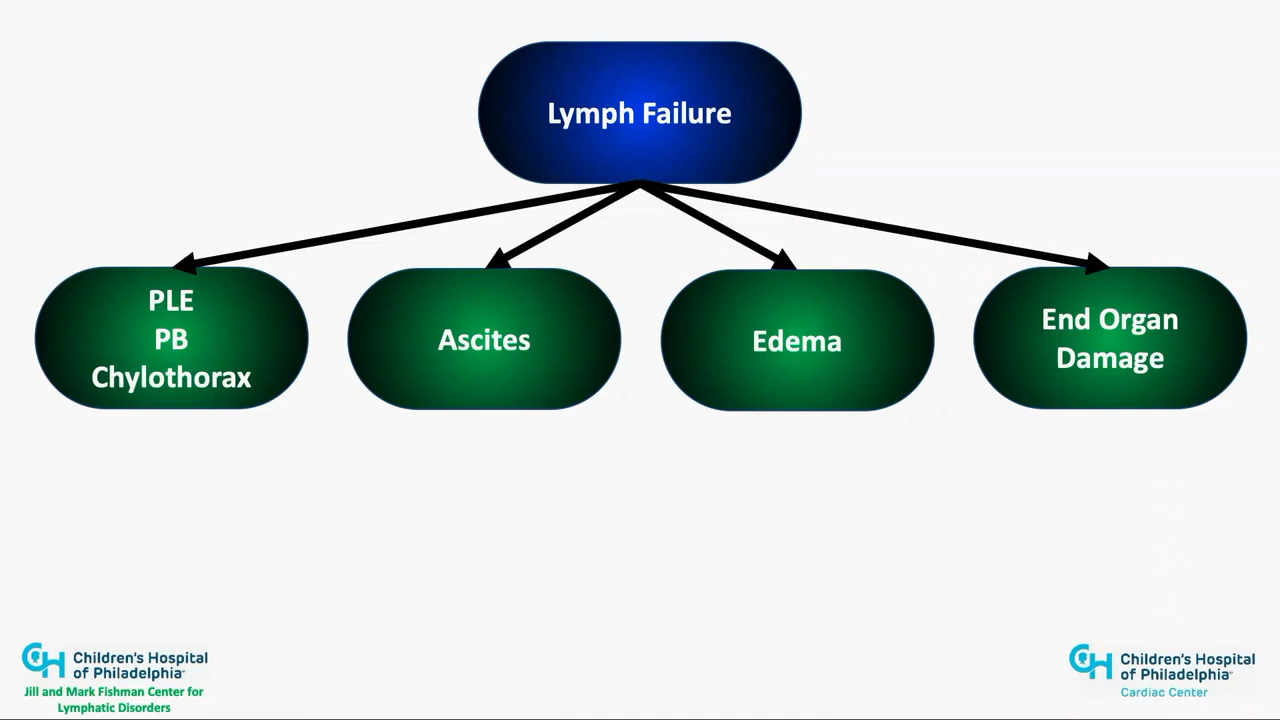 Lymph Failure
PLE
PB
Chylothorax
Ascites
Edema
End Organ
Damage
Children's Hospital
of Philadelphia
Jill and Mark Fishman Center for
Lymphatic Disorders
Children's Hospital
of Philadelphia
Cardiac Center